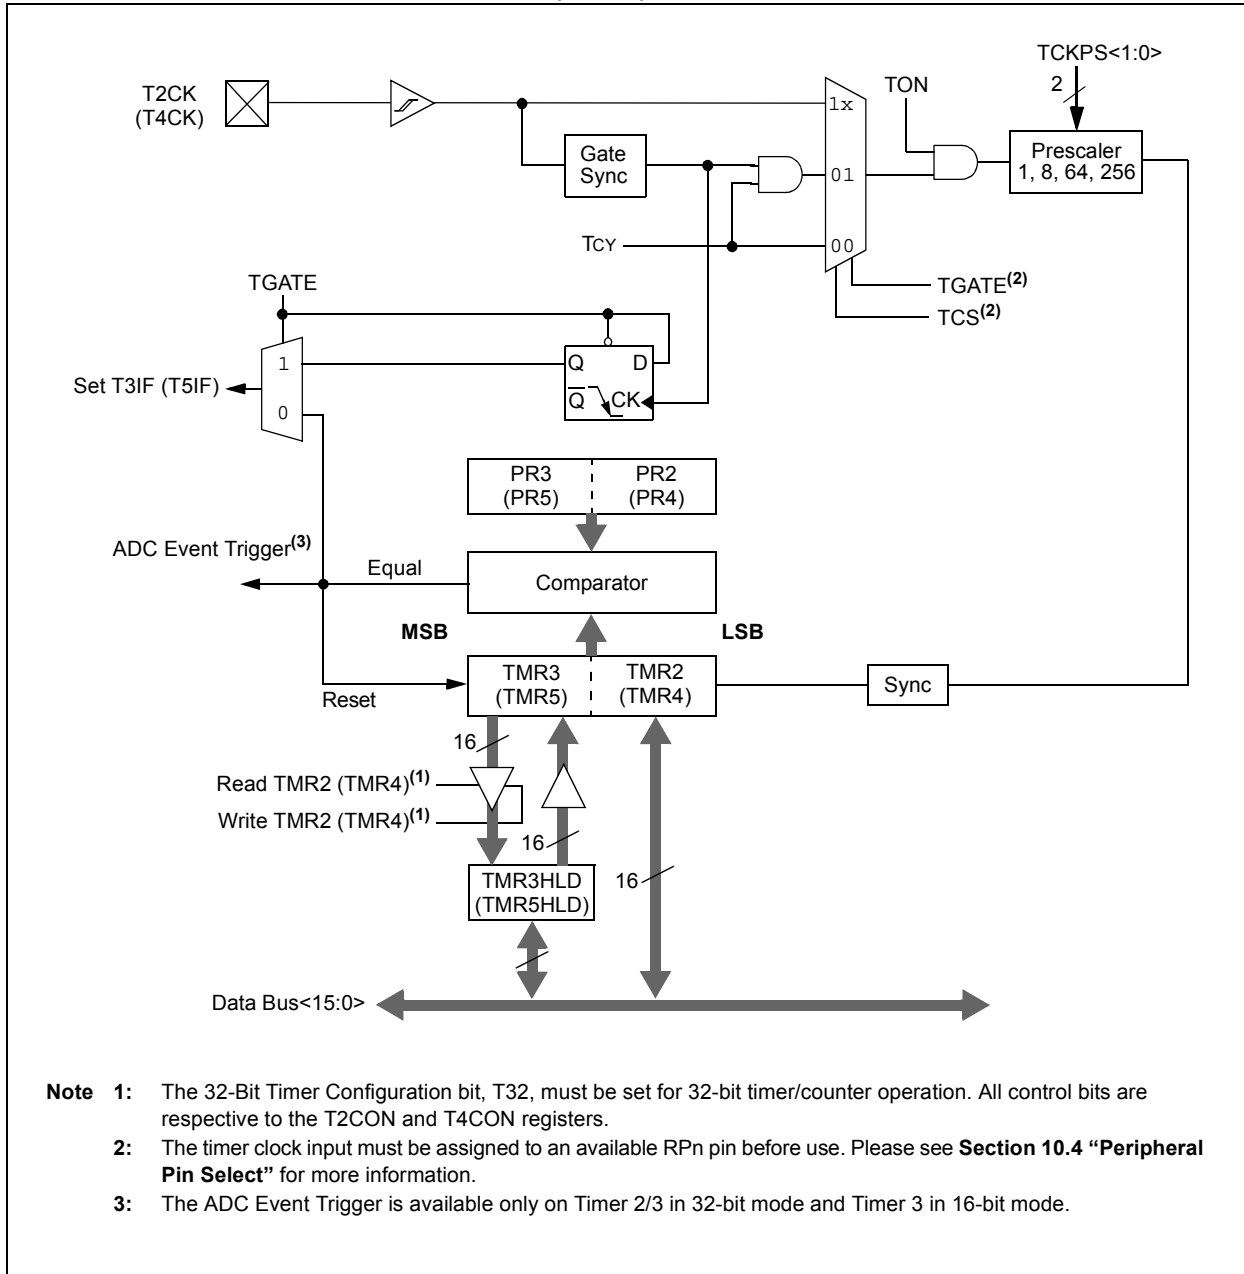 TCKPS<1:0>
T2CK
(T4CK)
TON
2
1x
Gate
Sync
Prescaler
1, 8, 64, 256
01
TCY
00
TGATE
TGATE(2)
TCS(2)
1
Q
D
Set T3IF (T5IF)
Q
CK
0
PR3
(PR5)
PR2
(PR4)
ADC Event Trigger(3)
Equal
Comparator
MSB
LSB
TMR3
(TMR5)
TMR2
(TMR4)
Sync
Reset
16
Read TMR2 (TMR4)(1)
Write TMR2 (TMR4)(1)
16
TMR3HLD
(TMR5HLD)
16
Data Bus<15:0>
Note 1: The 32-Bit Timer Configuration bit, T32, must be set for 32-bit timer/counter operation. All control bits are
respective to the T2CON and T4CON registers.
2: The timer clock input must be assigned to an available RPn pin before use. Please see Section 10.4 “Peripheral
Pin Select” for more information.
3: The ADC Event Trigger is available only on Timer 2/3 in 32-bit mode and Timer 3 in 16-bit mode.